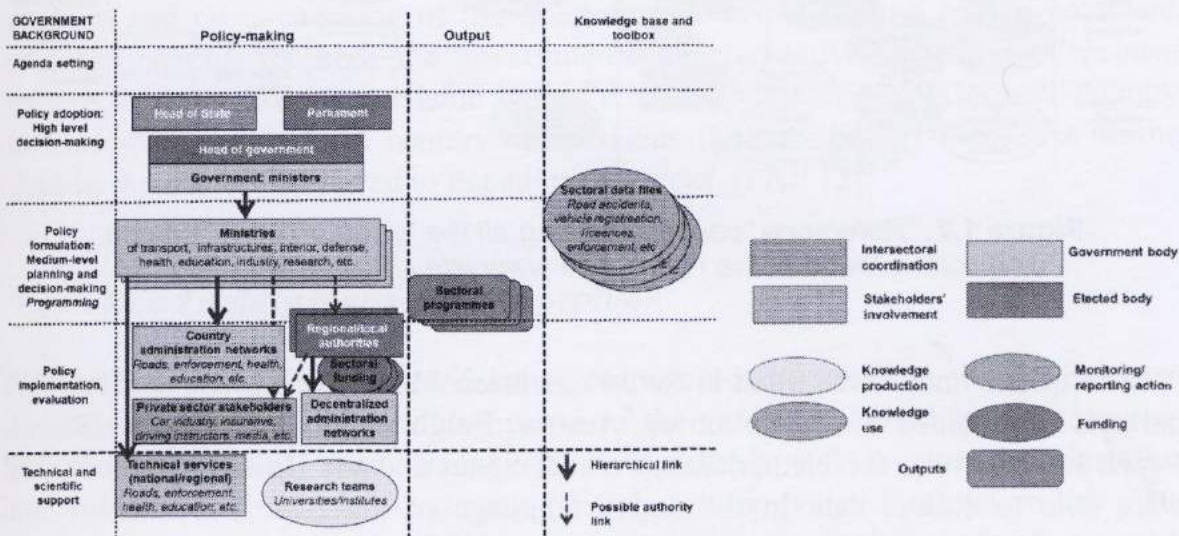 GOVERNMENT
BACKGROUND
Policy-making
Output
Knowledge base and
toolbox
Agenda setting
Policy adoption:
High level
decision-making
Head of State
Parliament
Head of government
Government: ministers
Policy
formulation:
Medium-level
planning and
decision-making
Programming
Ministries
of transport, infrastructures, interior, defense,
health, education, industry, research, etc.
Sectoral data files
Road accidents,
vehicle registration,
licences,
enforcement, etc
Sectoral
programmes
Policy
implementation,
evaluation
Country
administration networks
Roads, enforcement, health,
education, etc.
Regional/local
authorities
Sectoral
funding
Private sector stakeholders
Car industry, insurance,
driving instructors, media, etc.
Decentralized
administration
networks
Technical and
scientific
support
Technical services
(national/regional)
Roads, enforcement,
health, education, etc.
Research teams
Universities/institutes
Intersectoral
coordination
Government body
Stakeholders'
involvement
Elected body
Knowledge
production
Monitoring/
reporting action
Knowledge
use
Funding
Outputs
Hierarchical link
Possible authority
link